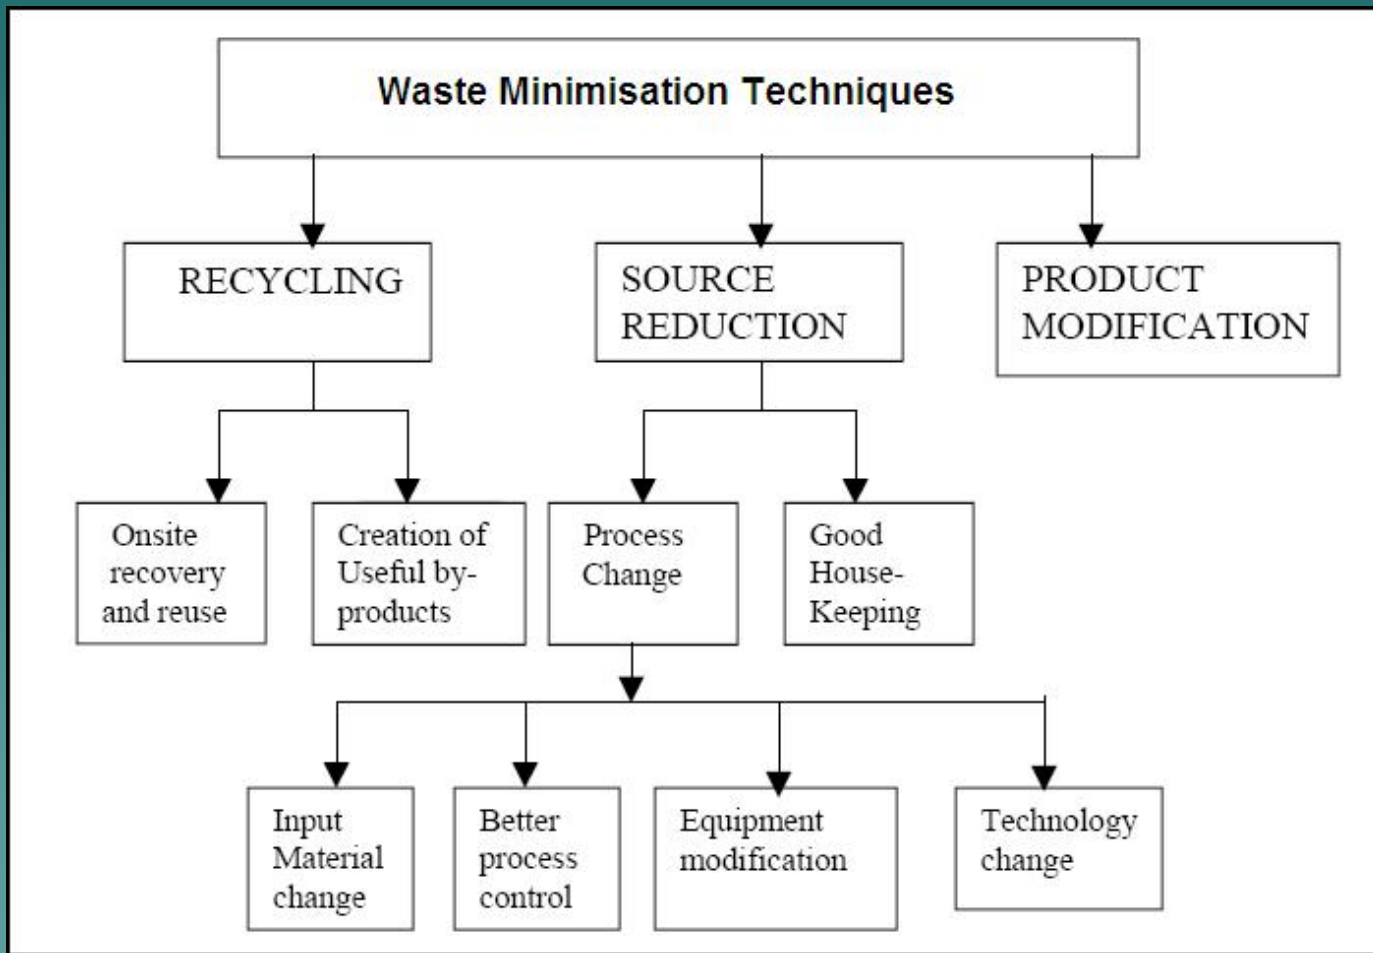 Waste Minimisation Techniques
RECYCLING
SOURCE
REDUCTION
PRODUCT
MODIFICATION
Onsite
recovery
and reuse
Creation of
Useful by-
products
Process
Change
Good
House-
Keeping
Input
Material
change
Better
process
control
Equipment
modification
Technology
change